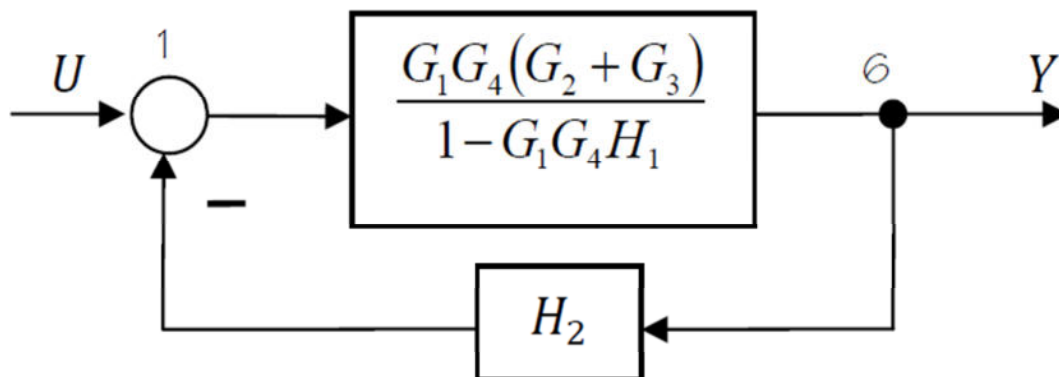 1
U
G₁G₄(G₂ + G₃)
1 − G₁G₄H₁
6
Y
−
H₂